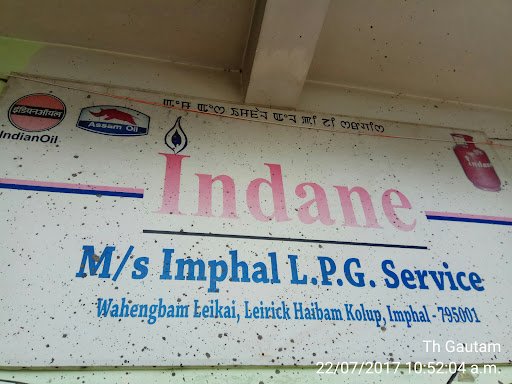 इंडियनऑयल
IndianOil
Assam Oil
Indane
Indane
M/s Imphal L.P.G. Service
Wahengbam Leikai, Leirick Haibam Kolup, Imphal - 795001
Th Gautam
22/07/2017 10:52:04 a.m.